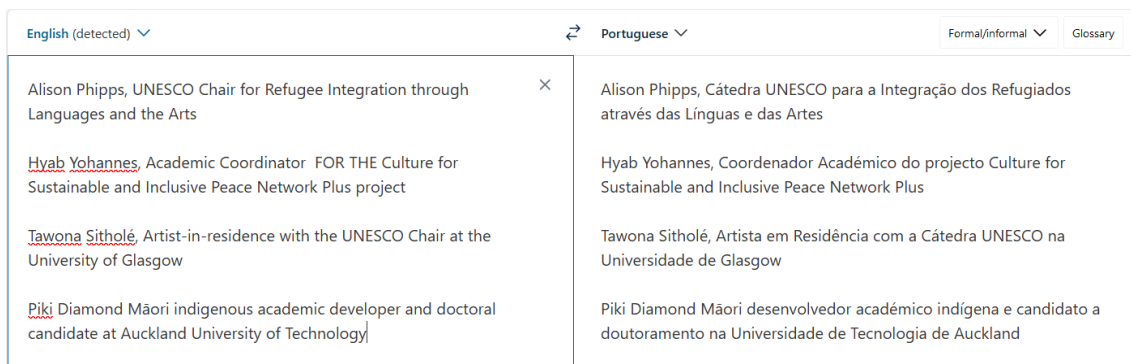 English (detected)
Portuguese
Formal/informal
Glossary
Alison Phipps, UNESCO Chair for Refugee Integration through
Languages and the Arts
Hyab Yohannes, Academic Coordinator  FOR THE Culture for
Sustainable and Inclusive Peace Network Plus project
Tawona Sitholé, Artist-in-residence with the UNESCO Chair at the
University of Glasgow
Piki Diamond Māori indigenous academic developer and doctoral
candidate at Auckland University of Technology
Alison Phipps, Cátedra UNESCO para a Integração dos Refugiados
através das Línguas e das Artes
Hyab Yohannes, Coordenador Académico do projecto Culture for
Sustainable and Inclusive Peace Network Plus
Tawona Sitholé, Artista em Residência com a Cátedra UNESCO na
Universidade de Glasgow
Piki Diamond Māori desenvolvedor académico indígena e candidato a
doutoramento na Universidade de Tecnologia de Auckland